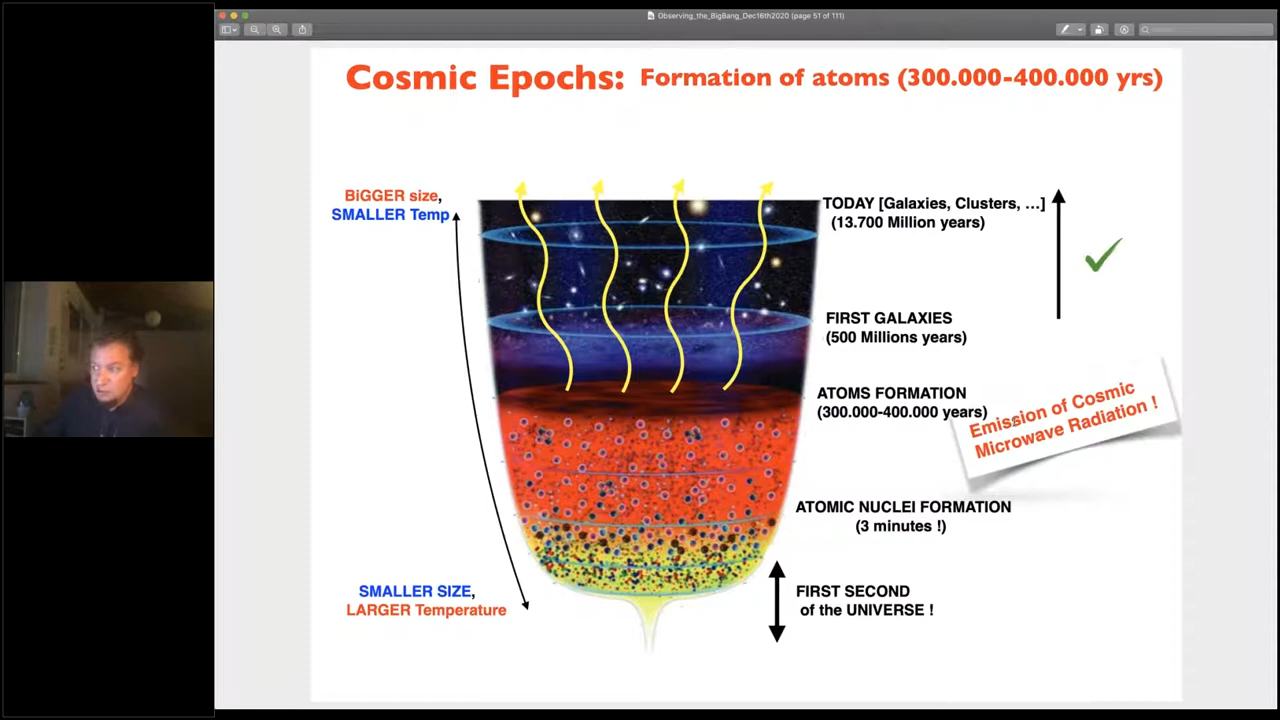 Observing_the_BigBang_Dec16th2020 (page 51 of 111)
Cosmic Epochs: Formation of atoms (300.000-400.000 yrs)
BiGGER size,
SMALLER Temp
TODAY [Galaxies, Clusters, ...]
(13.700 Million years)
FIRST GALAXIES
(500 Millions years)
ATOMS FORMATION
(300.000-400.000 years)
Emission of Cosmic
Microwave Radiation !
ATOMIC NUCLEI FORMATION
(3 minutes !)
SMALLER SIZE,
LARGER Temperature
FIRST SECOND
of the UNIVERSE !